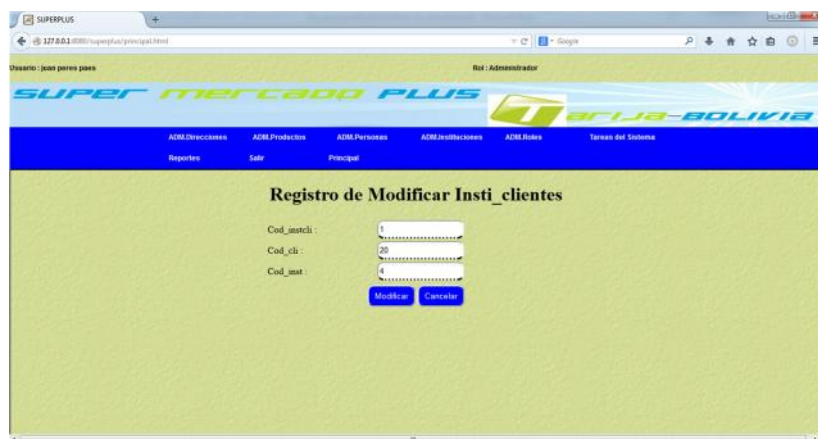 SUPERPLUS
127.0.0.1:8080/superplus/principal.html
Google
Usuario : juan peres paes
Rol : Administrador
SUPER mercado PLUS
Tarija-BOLIVIA
ADM.Direcciones ADM.Productos ADM.Personas ADM.Instituciones ADM.Roles Tareas del Sistema
Reportes Salir Principal
Registro de Modificar Insti_clientes
Cod_instcli :
1
Cod_cli :
20
Cod_inst :
4
Modificar Cancelar